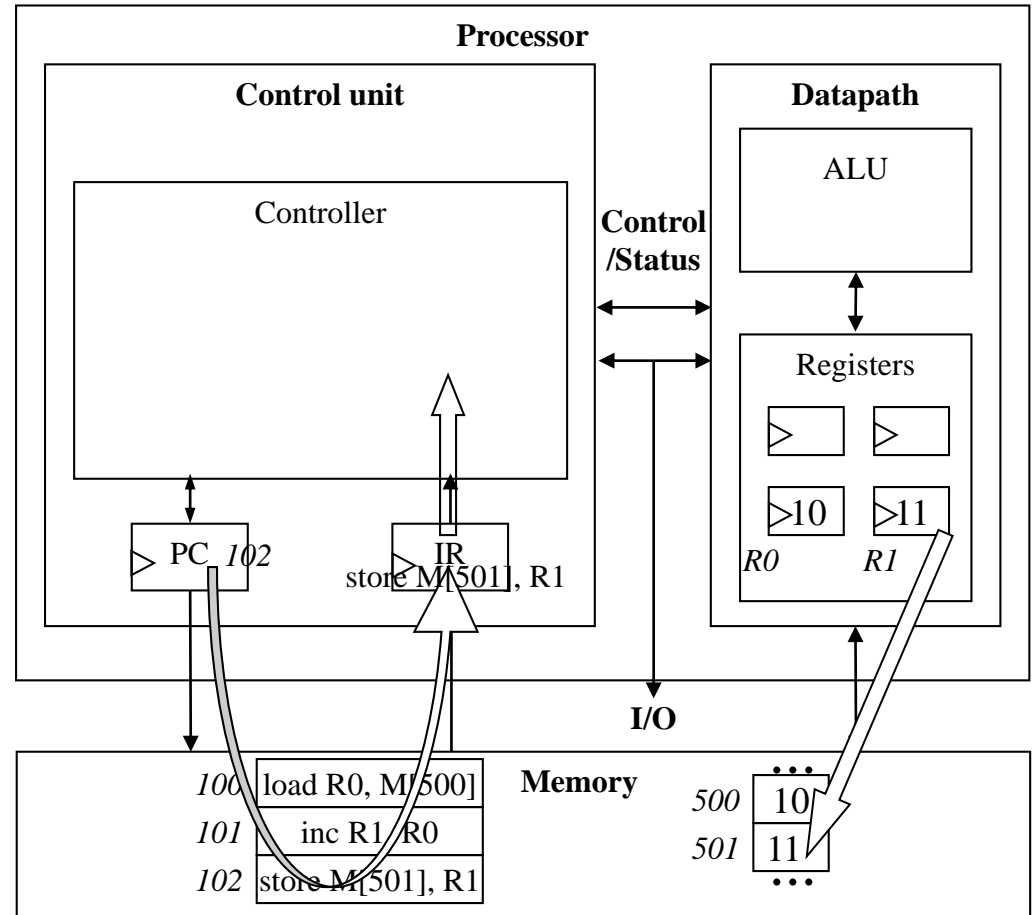 Processor
Control unit
Datapath
ALU
Controller
Control
/Status
Registers
10 11
R0 R1
PC 102
IR
store M[501], R1
I/O
Memory
100 load R0, M[500]
101 inc R1, R0
102 store M[501], R1
...
500 10
501 11
...